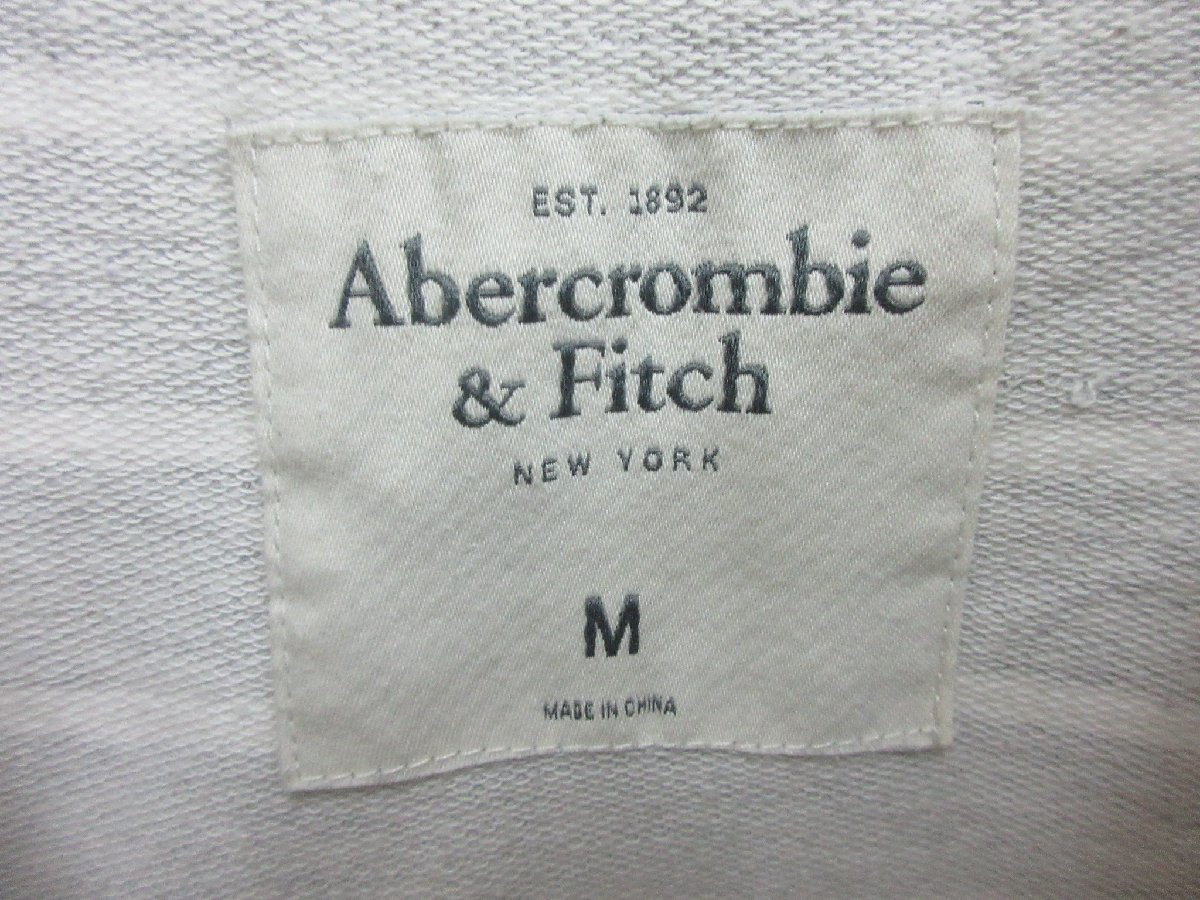 EST. 1892
Abercrombie
& Fitch
NEW YORK
M
MADE IN CHINA